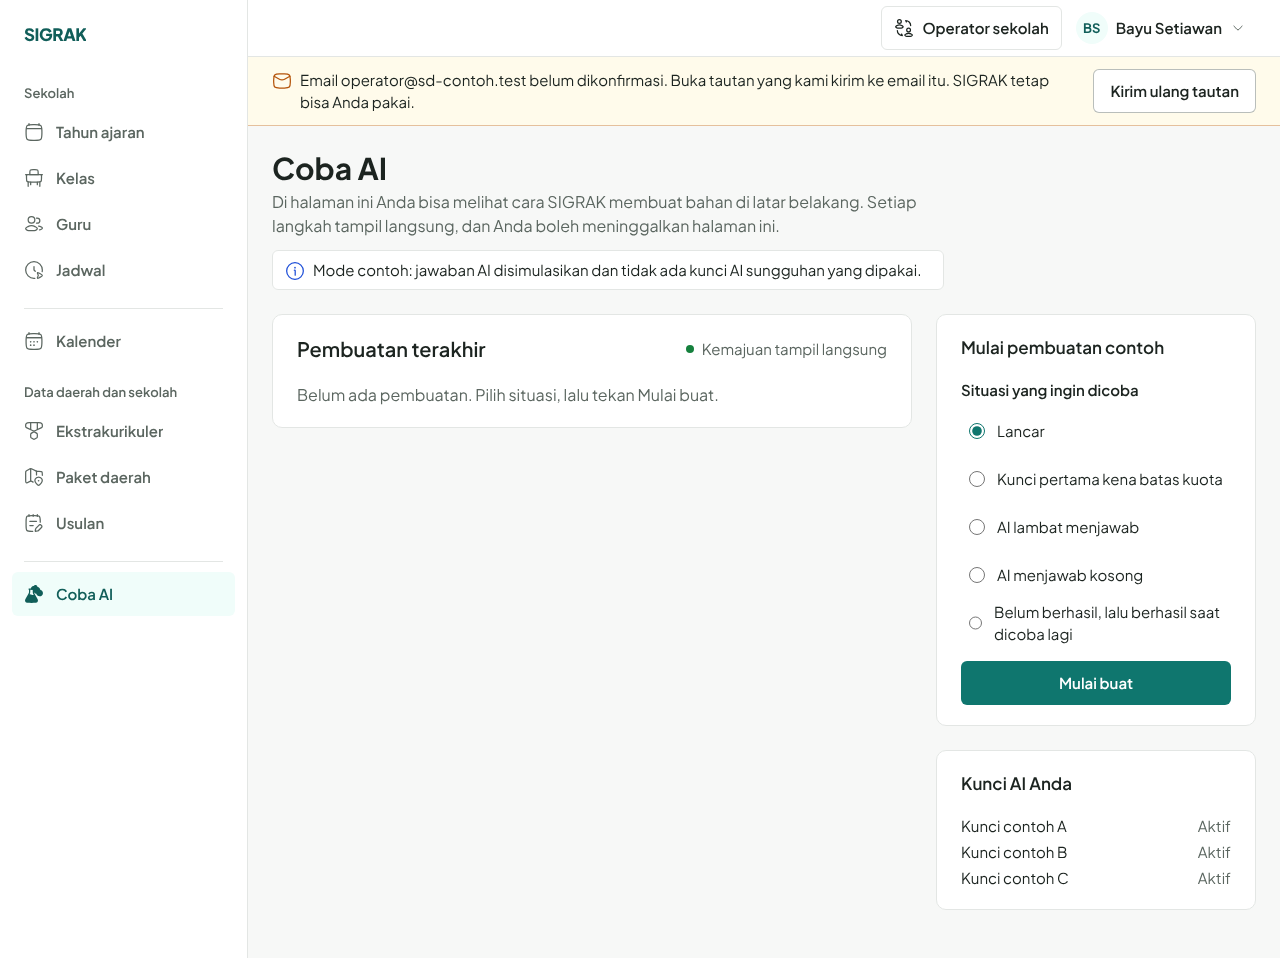 SIGRAK
Operator sekolah
BS
Bayu Setiawan
Sekolah
Tahun ajaran
Kelas
Guru
Jadwal
Kalender
Data daerah dan sekolah
Ekstrakurikuler
Paket daerah
Usulan
Coba AI
Email operator@sd-contoh.test belum dikonfirmasi. Buka tautan yang kami kirim ke email itu. SIGRAK tetap
bisa Anda pakai.
Kirim ulang tautan
Coba AI
Di halaman ini Anda bisa melihat cara SIGRAK membuat bahan di latar belakang. Setiap
langkah tampil langsung, dan Anda boleh meninggalkan halaman ini.
Mode contoh: jawaban AI disimulasikan dan tidak ada kunci AI sungguhan yang dipakai.
Pembuatan terakhir
Kemajuan tampil langsung
Belum ada pembuatan. Pilih situasi, lalu tekan Mulai buat.
Mulai pembuatan contoh
Situasi yang ingin dicoba
Lancar
Kunci pertama kena batas kuota
AI lambat menjawab
AI menjawab kosong
Belum berhasil, lalu berhasil saat
dicoba lagi
Mulai buat
Kunci AI Anda
Kunci contoh A Aktif
Kunci contoh B Aktif
Kunci contoh C Aktif